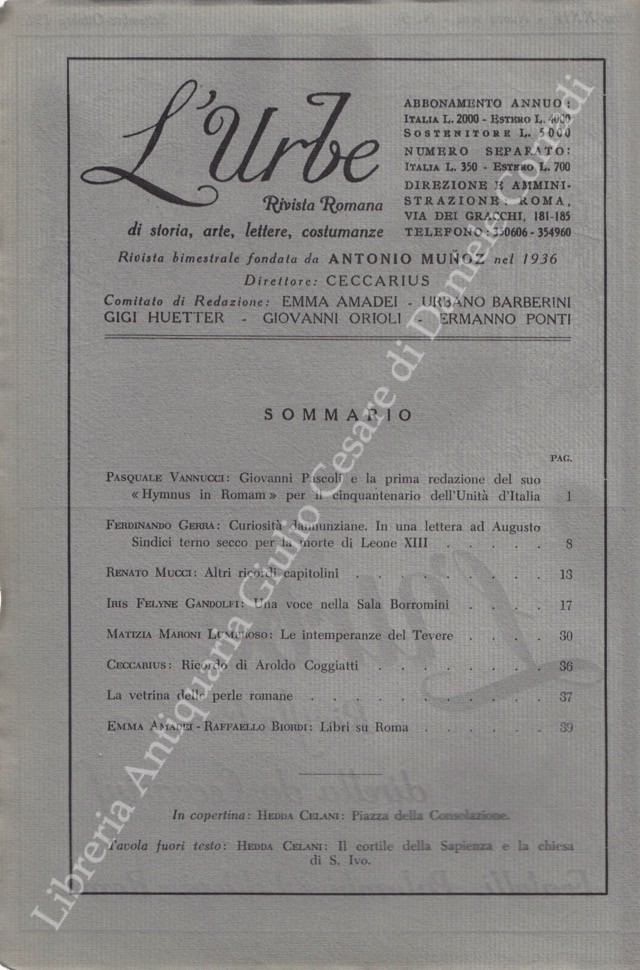 L'Urbe
Rivista Romana
di storia, arte, lettere, costumanze
ABBONAMENTO ANNUO:
ITALIA L. 2000 - ESTERO L. 4000
SOSTENITORE L. 5000
NUMERO SEPARATO:
ITALIA L. 350 - ESTERO L. 700
DIREZIONE E AMMINI-
STRAZIONE: ROMA,
VIA DEI GRACCHI, 181-185
TELEFONO: 350606 - 354960
Rivista bimestrale fondata da ANTONIO MUÑOZ nel 1936
Direttore: CECCARIUS
Comitato di Redazione: EMMA AMADEI - URBANO BARBERINI
GIGI HUETTER - GIOVANNI ORIOLI - ERMANNO PONTI
SOMMARIO
PAG.
PASQUALE VANNUCCI: Giovanni Pascoli e la prima redazione del suo
« Hymnus in Romam » per il cinquantenario dell'Unità d'Italia 1
FERDINANDO GERRA: Curiosità dannunziane. In una lettera ad Augusto
Sindici terno secco per la morte di Leone XIII . . . . . 8
RENATO MUCCI: Altri ricordi capitolini . . . . . . . . . 13
IRIS FELYNE GANDOLFI: Una voce nella Sala Borromini . . . . 17
MATIZIA MARONI LUMBROSO: Le intemperanze del Tevere . . . . 30
CECCARIUS: Ricordo di Aroldo Coggiatti . . . . . . . . 36
La vetrina delle perle romane . . . . . . . . . . 37
EMMA AMADEI - RAFFAELLO BIORDI: Libri su Roma . . . . . . 39
In copertina: HEDDA CELANI: Piazza della Consolazione.
Tavola fuori testo: HEDDA CELANI: Il cortile della Sapienza e la chiesa
di S. Ivo.
Libreria Antiquaria Giulio Cesare di Daniele Corradi